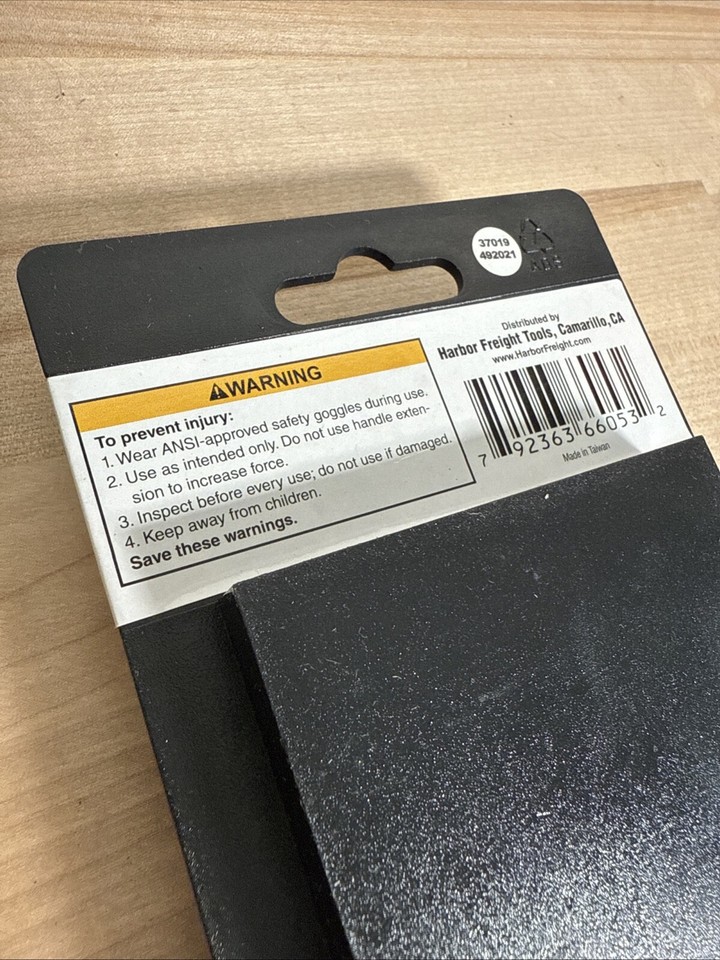 37019
492021
Distributed by
Harbor Freight Tools, Camarillo, CA
www.HarborFreight.com
WARNING
To prevent injury:
1. Wear ANSI-approved safety goggles during use.
2. Use as intended only. Do not use handle exten-
sion to increase force.
3. Inspect before every use; do not use if damaged.
4. Keep away from children.
Save these warnings.
7 92363 66053 2
Made in Taiwan